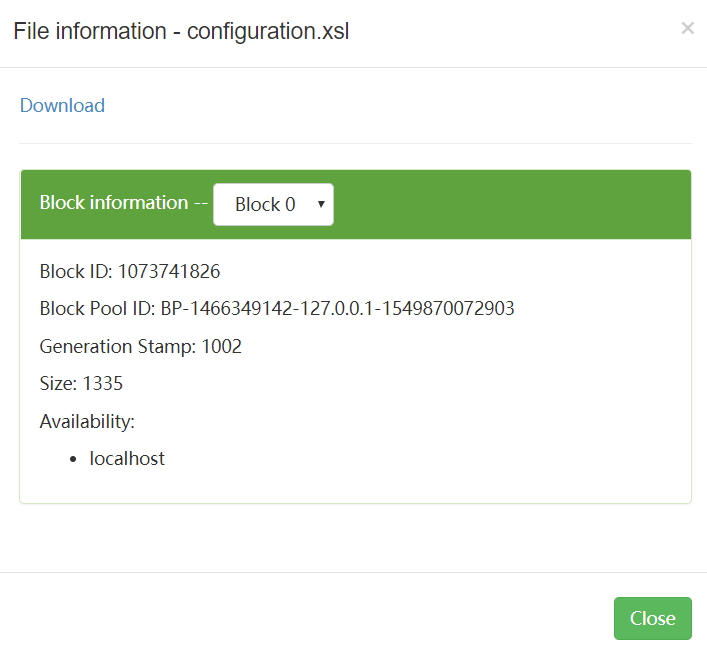 File information - configuration.xsl
×
Download
Block information -- Block 0
Block ID: 1073741826
Block Pool ID: BP-1466349142-127.0.0.1-1549870072903
Generation Stamp: 1002
Size: 1335
Availability:
• localhost
Close